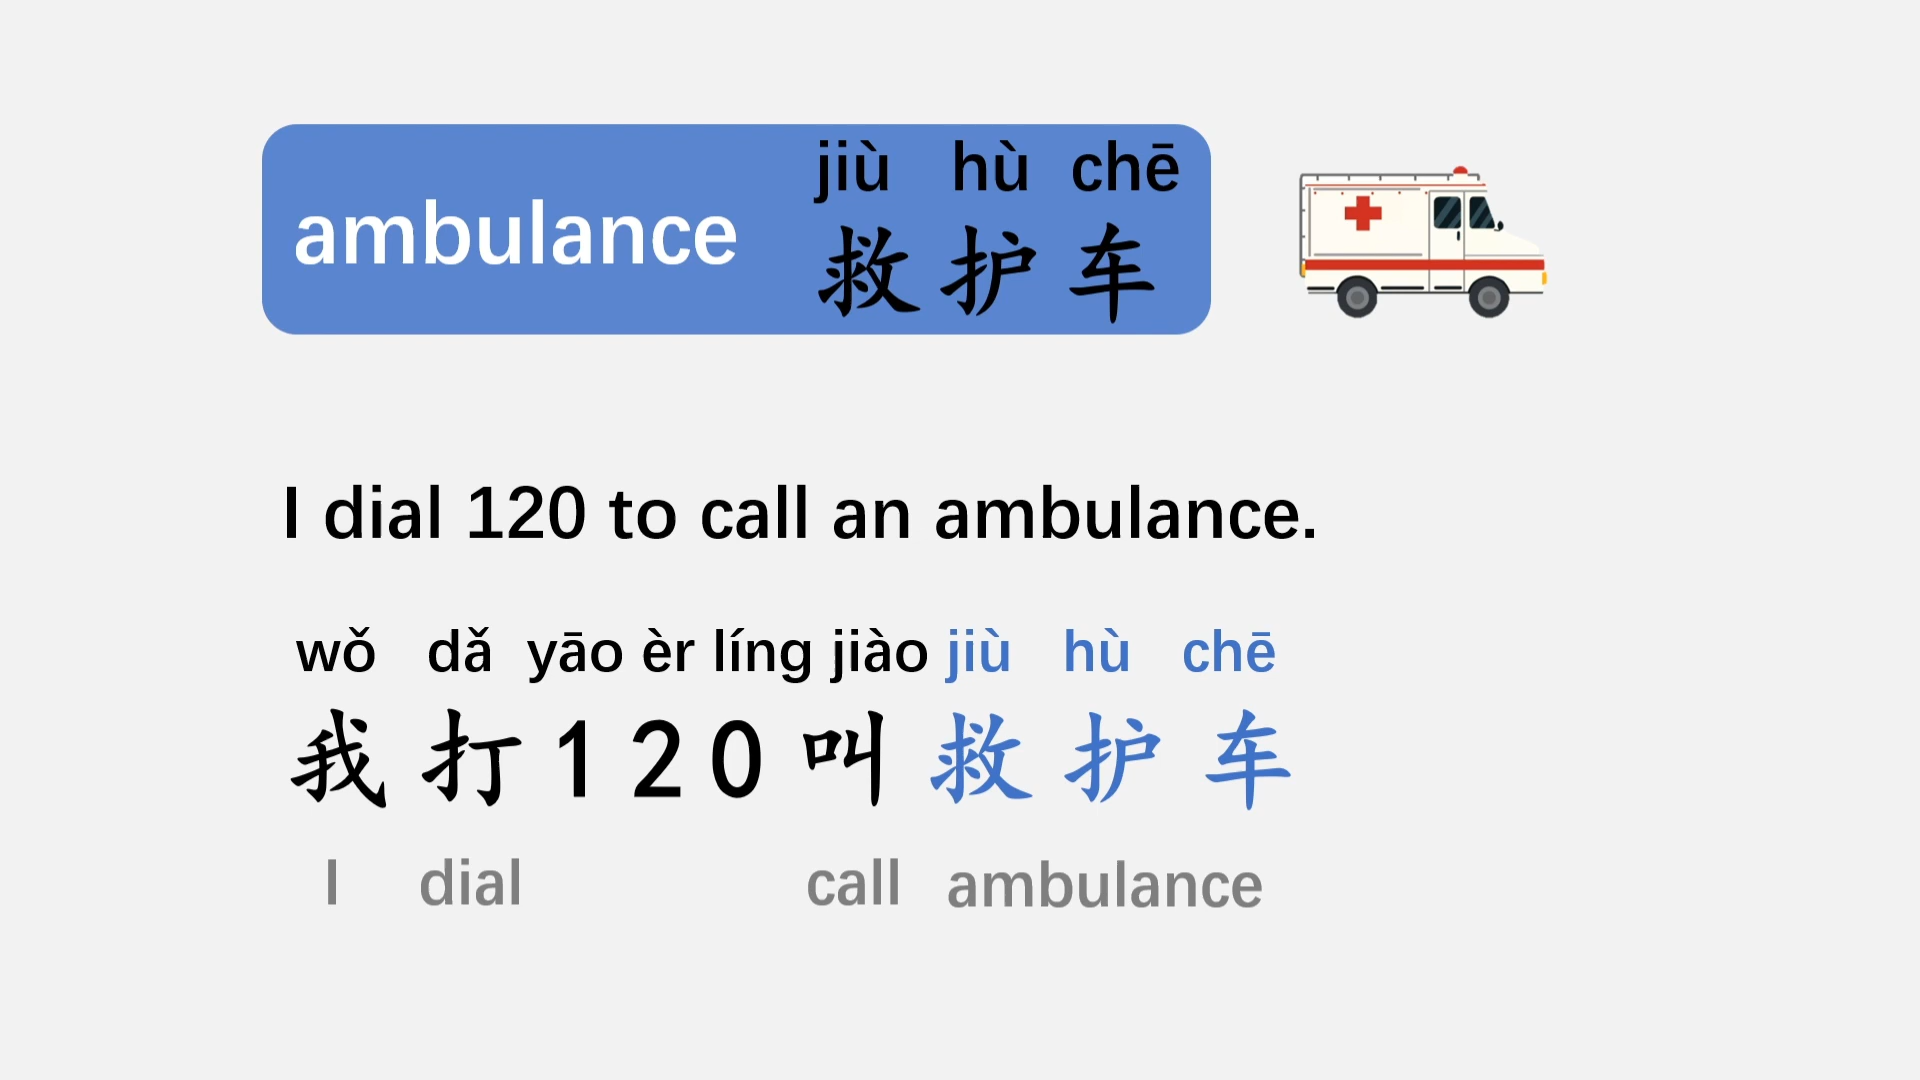 jiù hù chē
ambulance 救护车
I dial 120 to call an ambulance.
wǒ dǎ yāo èr líng jiào jiù hù chē
我打120叫救护车
I dial call ambulance